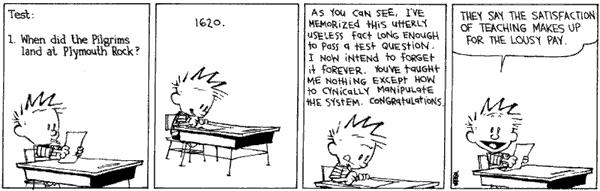 Test:
1. When did the Pilgrims
land at Plymouth Rock?
1620.
AS YOU CAN SEE, I'VE
MEMORIZED THIS UTTERLY
USELESS FACT LONG ENOUGH
TO PASS A TEST QUESTION.
I NOW INTEND TO FORGET
IT FOREVER. YOU'VE TAUGHT
ME NOTHING EXCEPT HOW
TO CYNICALLY MANIPULATE
THE SYSTEM. CONGRATULATIONS.
THEY SAY THE SATISFACTION
OF TEACHING MAKES UP
FOR THE LOUSY PAY.